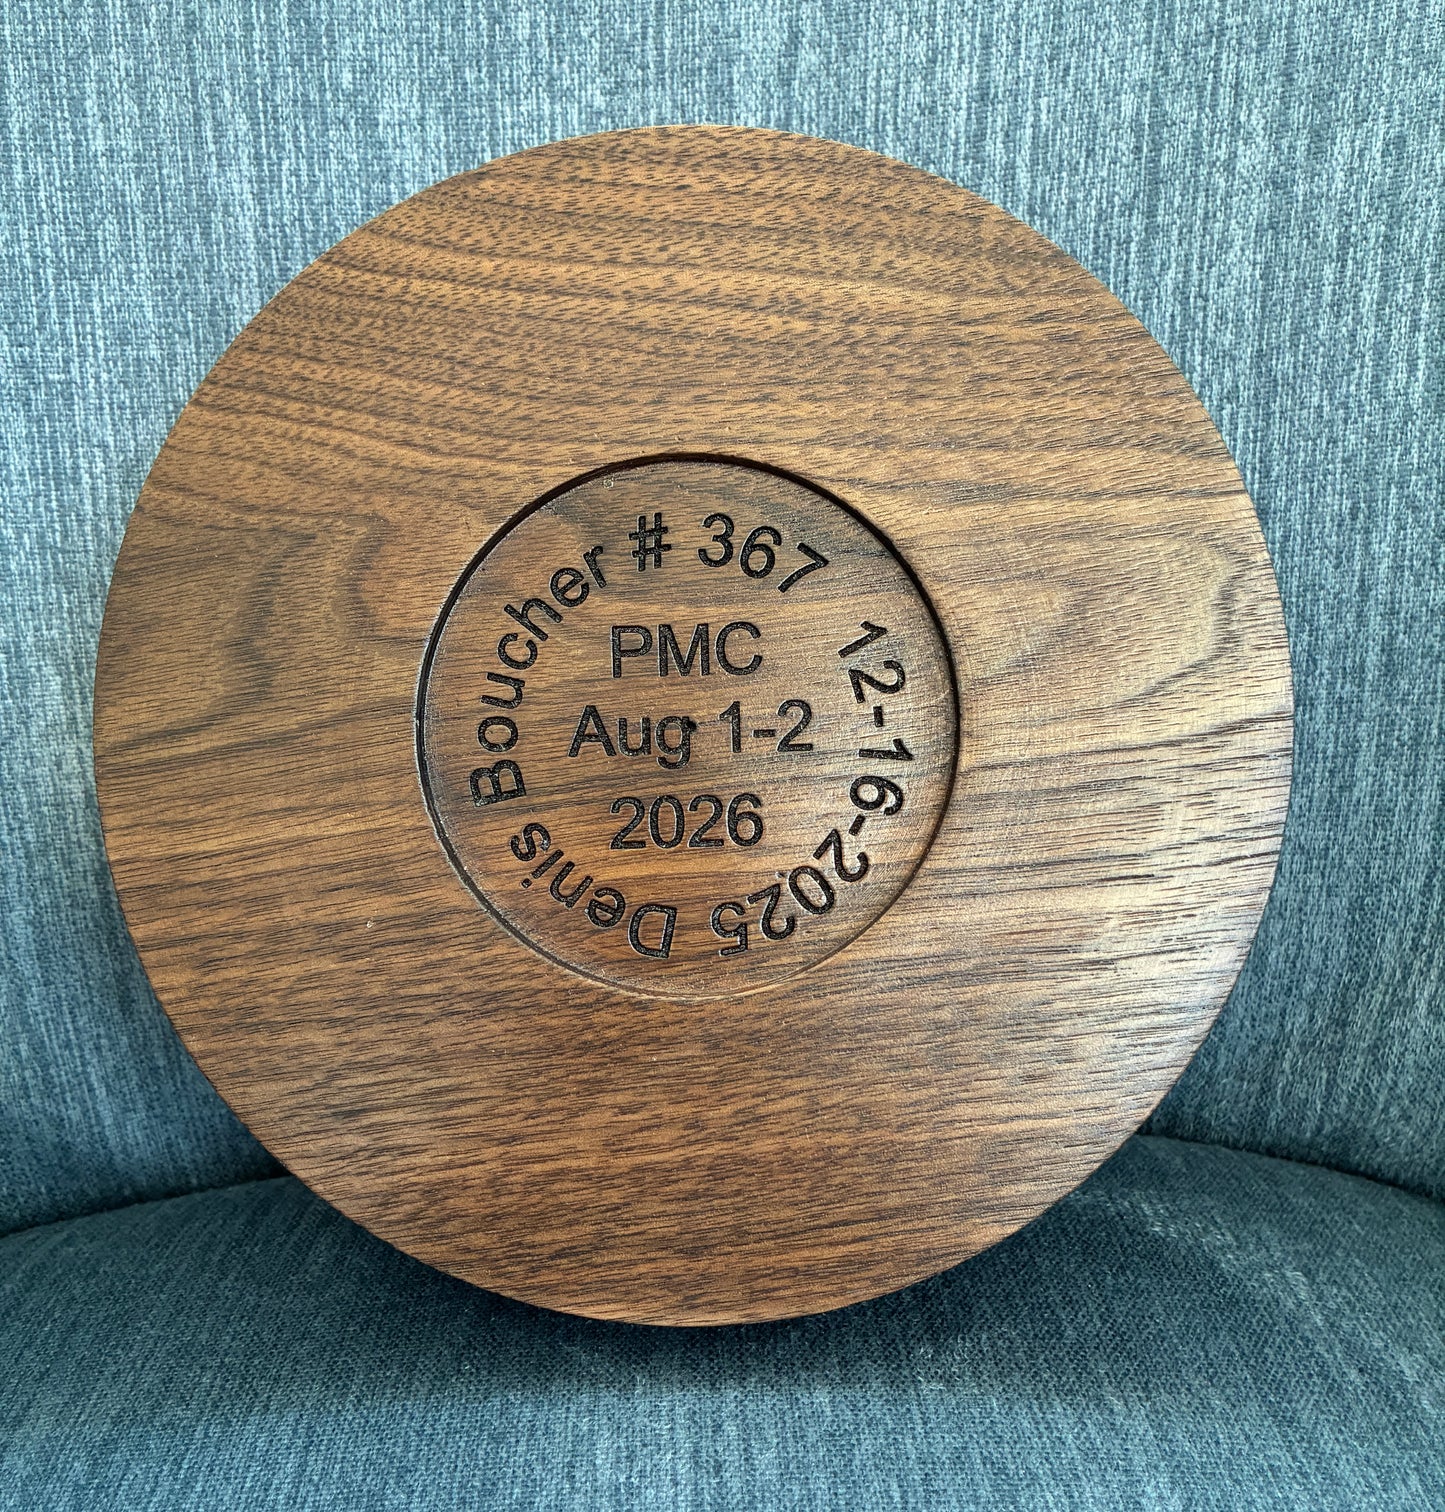 Denis Boucher # 367 12-16-2025
PMC
Aug 1-2
2026